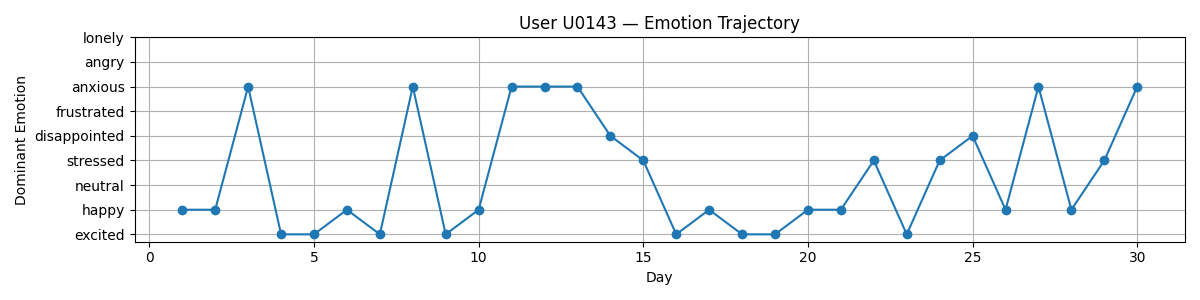 User U0143 — Emotion Trajectory
Dominant Emotion
lonely
angry
anxious
frustrated
disappointed
stressed
neutral
happy
excited
0 5 10 15 20 25 30
Day